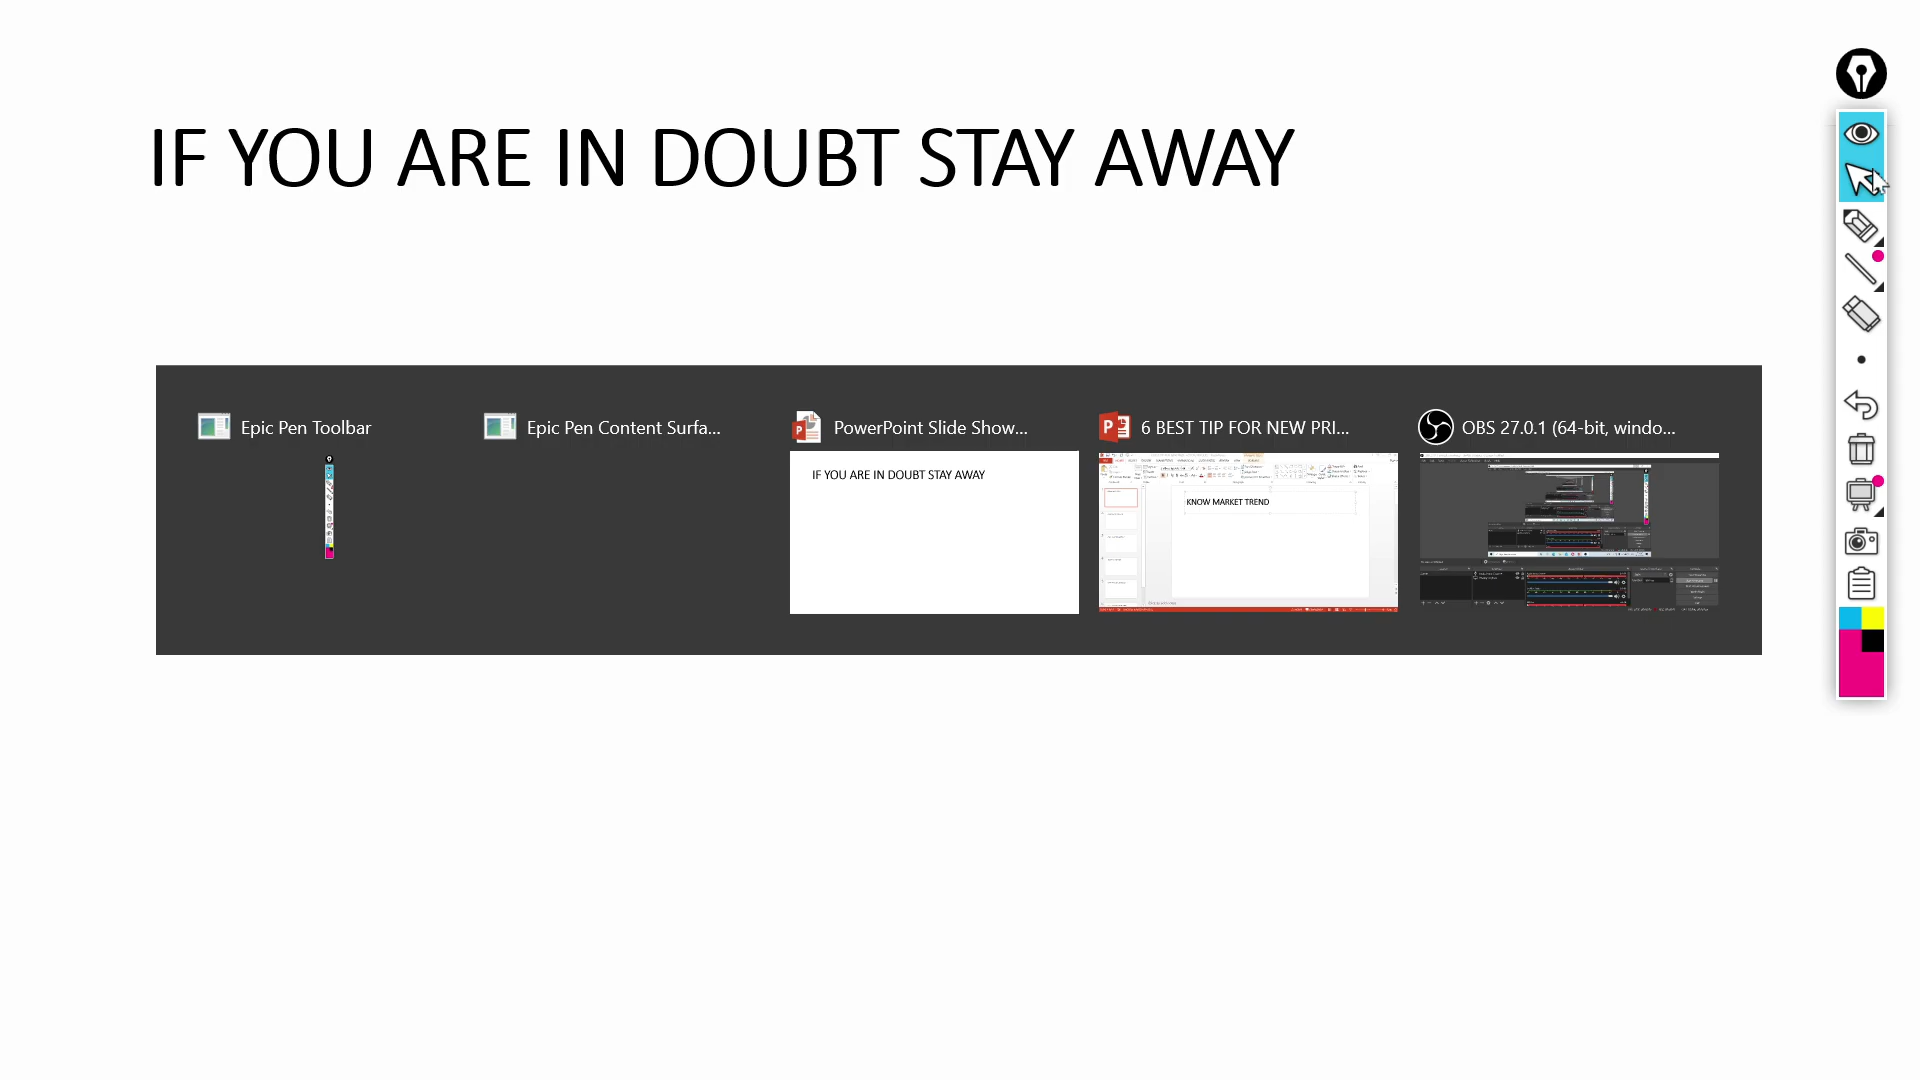 IF YOU ARE IN DOUBT STAY AWAY
Epic Pen Toolbar
Epic Pen Content Surfa...
PowerPoint Slide Show...
6 BEST TIP FOR NEW PRI...
OBS 27.0.1 (64-bit, windo...
IF YOU ARE IN DOUBT STAY AWAY
KNOW MARKET TREND